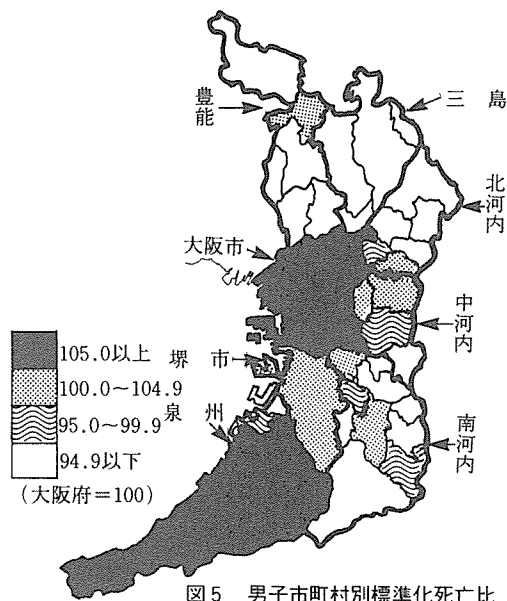 豊能
三島
北河内
大阪市
中河内
堺市
泉州
南河内
105.0以上
100.0～104.9
95.0～99.9
94.9以下
(大阪府＝100)
図5 男子市町村別標準化死亡比